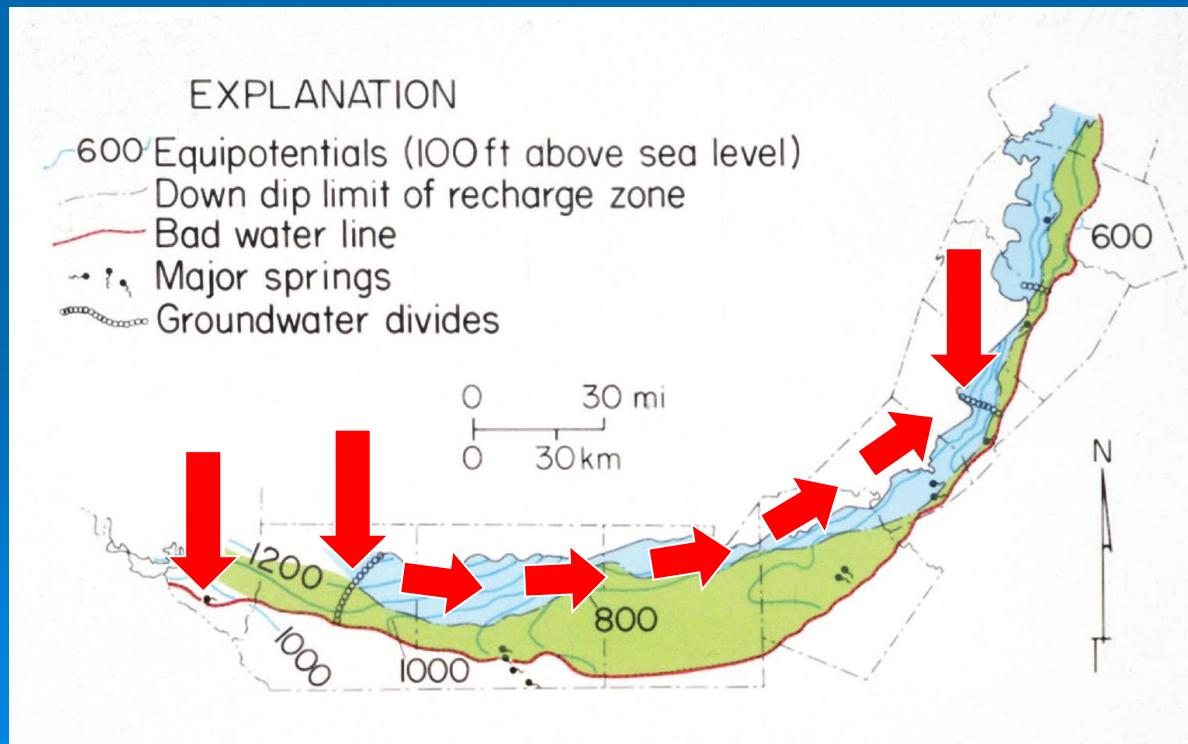 EXPLANATION
600 Equipotentials (100 ft above sea level)
Down dip limit of recharge zone
Bad water line
Major springs
Groundwater divides
0 30 mi
0 30 km
N
600
1200
1000
1000
800